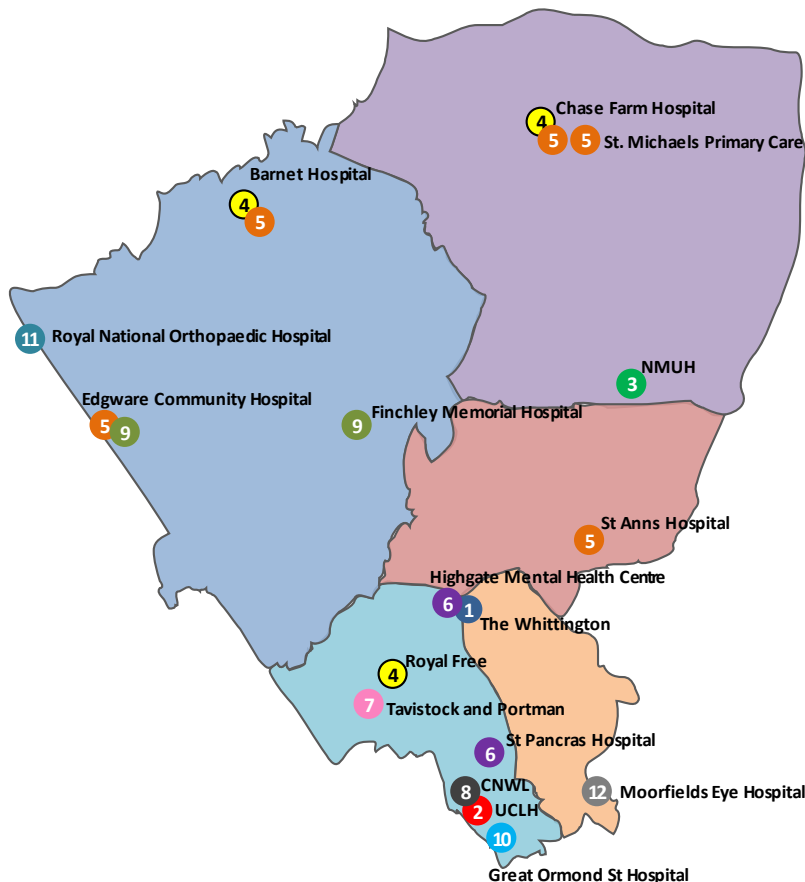 Chase Farm Hospital
4
5 5 St. Michaels Primary Care
Barnet Hospital
4
5
11 Royal National Orthopaedic Hospital
NMUH
3
Edgware Community Hospital
5 9
9 Finchley Memorial Hospital
St Anns Hospital
5
Highgate Mental Health Centre
6 1
The Whittington
Royal Free
4
7 Tavistock and Portman
St Pancras Hospital
6
8 CNWL
2 UCLH
12 Moorfields Eye Hospital
10
Great Ormond St Hospital